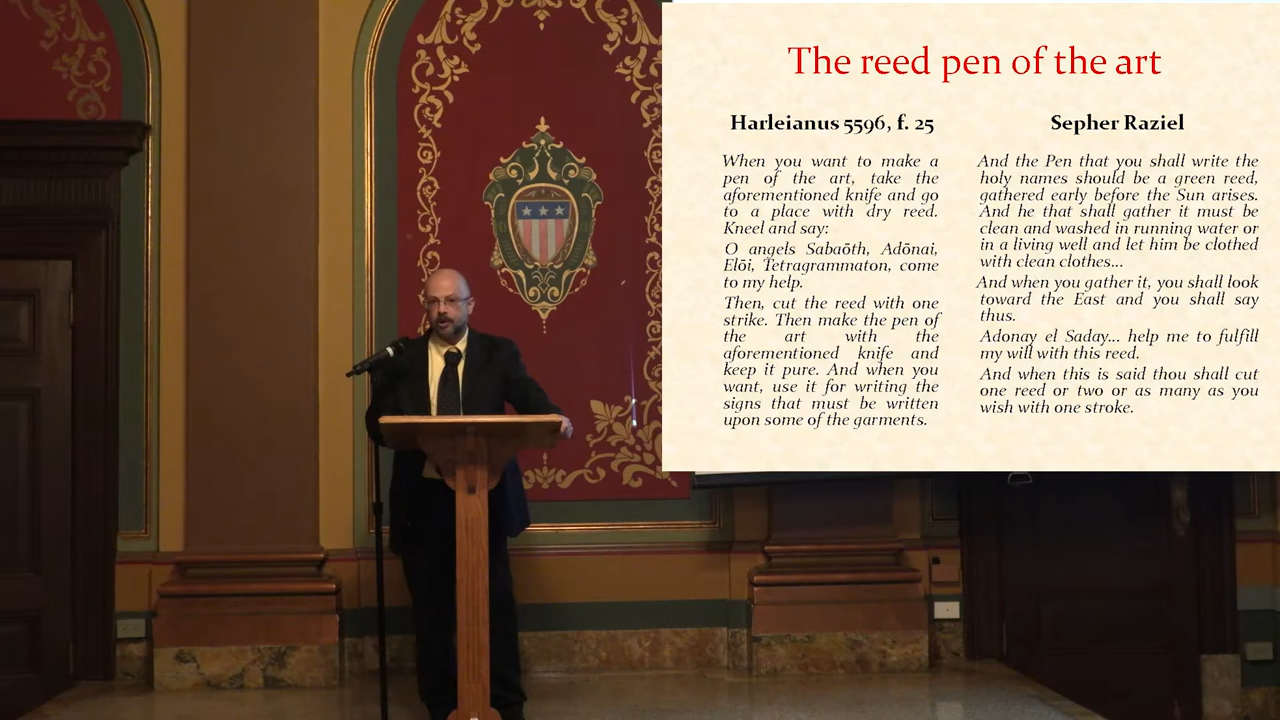 The reed pen of the art
Harleianus 5596, f. 25
When you want to make a
pen of the art, take the
aforementioned knife and go
to a place with dry reed.
Kneel and say:
O angels Sabaōth, Adōnai,
Elōi, Tetragrammaton, come
to my help.
Then, cut the reed with one
strike. Then make the pen of
the art with the
aforementioned knife and
keep it pure. And when you
want, use it for writing the
signs that must be written
upon some of the garments.
Sepher Raziel
And the Pen that you shall write the
holy names should be a green reed,
gathered early before the Sun arises.
And he that shall gather it must be
clean and washed in running water or
in a living well and let him be clothed
with clean clothes...
And when you gather it, you shall look
toward the East and you shall say
thus.
Adonay el Saday... help me to fulfill
my will with this reed.
And when this is said thou shall cut
one reed or two or as many as you
wish with one stroke.